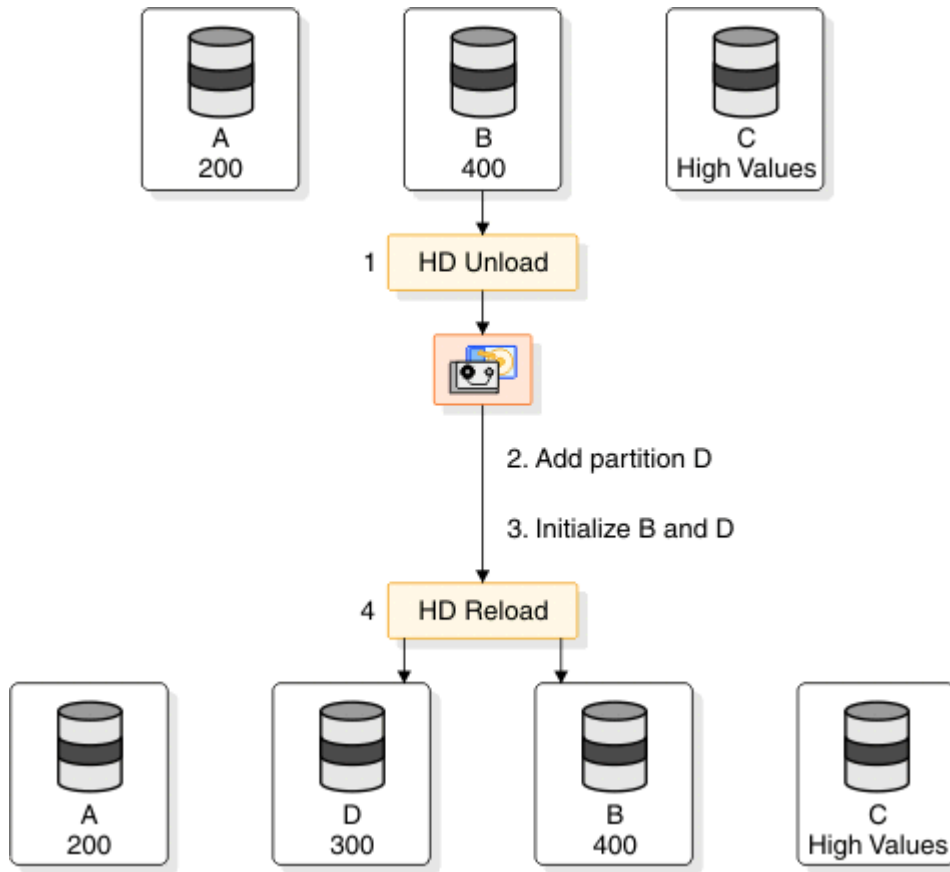 A
200
B
400
C
High Values
1
HD Unload
2. Add partition D
3. Initialize B and D
4
HD Reload
A
200
D
300
B
400
C
High Values